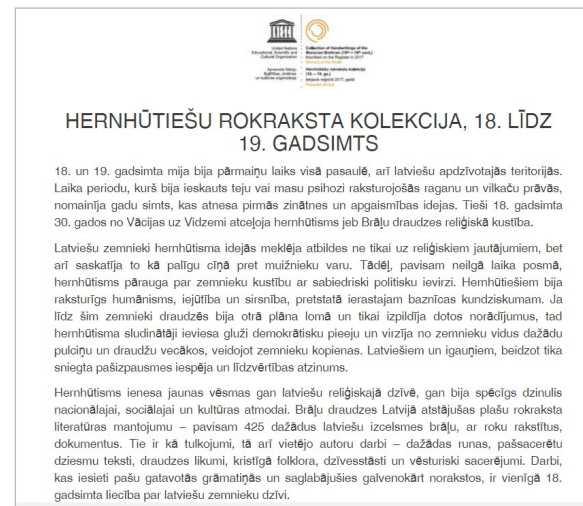 United Nations
Educational, Scientific and
Cultural Organization
Collection of Handwritings of the
Moravian Brethren (18th – 19th cent.)
Inscribed on the Register in 2017
Memory of the World
Apvienoto Nāciju
Izglītības, zinātnes
un kultūras organizācija
Hernhūtiešu rokrakstu kolekcija
(18. – 19. gs.)
Iekļauta reģistrā 2017. gadā
HERNHŪTIEŠU ROKRAKSTA KOLEKCIJA, 18. LĪDZ
19. GADSIMTS
18. un 19. gadsimta mija bija pārmaiņu laiks visā pasaulē, arī latviešu apdzīvotajās teritorijās.
Laika periodu, kurš bija ieskauts teju vai masu psihozi raksturojošās raganu un vilkaču prāvās,
nomainīja gadu simts, kas atnesa pirmās zinātnes un apgaismības idejas. Tieši 18. gadsimta
30. gados no Vācijas uz Vidzemi atceļoja hernhūtisms jeb Brāļu draudzes reliģiskā kustība.
Latviešu zemnieki hernhūtisma idejās meklēja atbildes ne tikai uz reliģiskiem jautājumiem, bet
arī saskatīja to kā palīgu cīņā pret muižnieku varu. Tādēļ, pavisam neilgā laika posmā,
hernhūtisms pārauga par zemnieku kustību ar sabiedriski politisku ievirzi. Hernhūtiešiem bija
raksturīgs humānisms, iejūtība un sirsnība, pretstatā ierastajam baznīcas kundziskumam. Ja
līdz šim zemnieki draudzēs bija otrā plāna lomā un tikai izpildīja dotos norādījumus, tad
hernhūtisma sludinātāji ieviesa gluži demokrātisku pieeju un virzīja no zemnieku vidus dažādu
pulciņu un draudžu vecākos, veidojot zemnieku kopienas. Latviešiem un igauņiem, beidzot tika
sniegta pašizpausmes iespēja un līdzvērtības atzinums.
Hernhūtisms ienesa jaunas vēsmas gan latviešu reliģiskajā dzīvē, gan bija spēcīgs dzinulis
nacionālajai, sociālajai un kultūras atmodai. Brāļu draudzes Latvijā atstājušas plašu rokraksta
literatūras mantojumu – pavisam 425 dažādus latviešu izcelsmes brāļu, ar roku rakstītus,
dokumentus. Tie ir kā tulkojumi, tā arī vietējo autoru darbi – dažādas runas, pašsacerētu
dziesmu teksti, draudzes likumi, kristīgā folklora, dzīvesstāsti un vēsturiski sacerējumi. Darbi,
kas iesieti pašu gatavotās grāmatiņās un saglabājušies galvenokārt norakstos, ir vienīgā 18.
gadsimta liecība par latviešu zemnieku dzīvi.